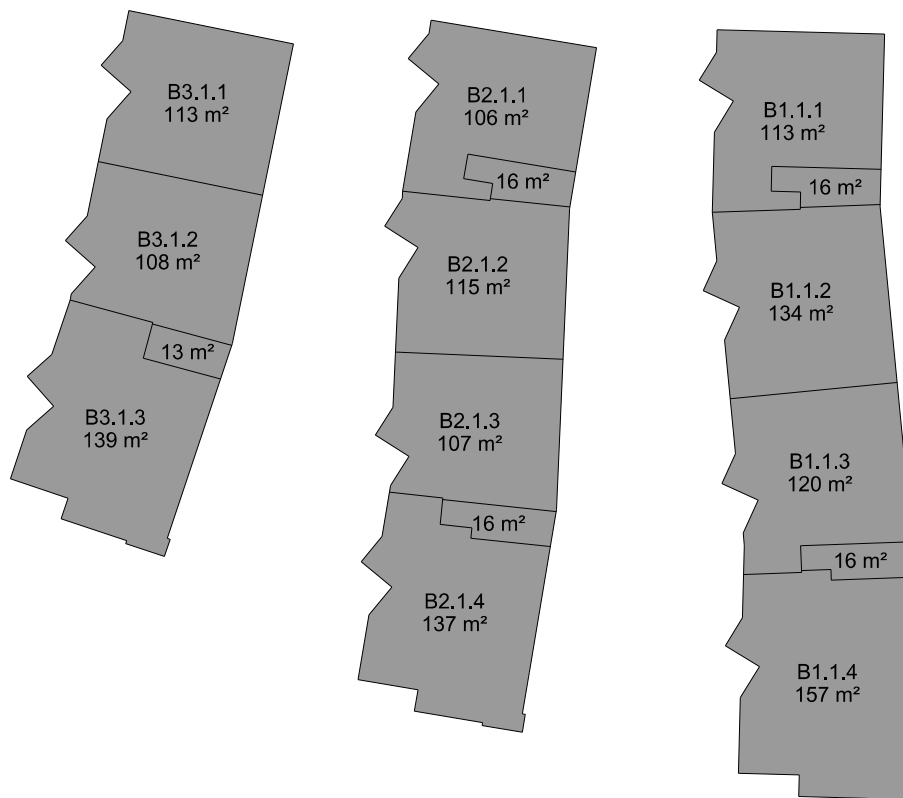 B3.1.1
113 m²
B3.1.2
108 m²
13 m²
B3.1.3
139 m²
B2.1.1
106 m²
16 m²
B2.1.2
115 m²
B2.1.3
107 m²
16 m²
B2.1.4
137 m²
B1.1.1
113 m²
16 m²
B1.1.2
134 m²
B1.1.3
120 m²
16 m²
B1.1.4
157 m²